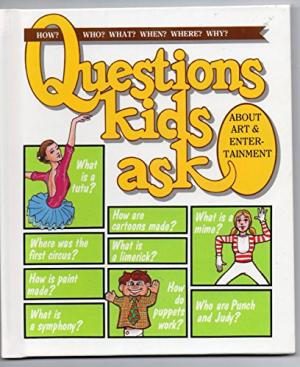 HOW? WHO? WHAT? WHEN? WHERE? WHY?
Questions
kids
ask
ABOUT
ART &
ENTER-
TAINMENT
What
is a
tutu?
How are
cartoons made?
What is a
mime?
Where was the
first circus?
What is
a limerick?
How is paint
made?
How
do
puppets
work?
What is
a symphony?
Who are Punch
and Judy?